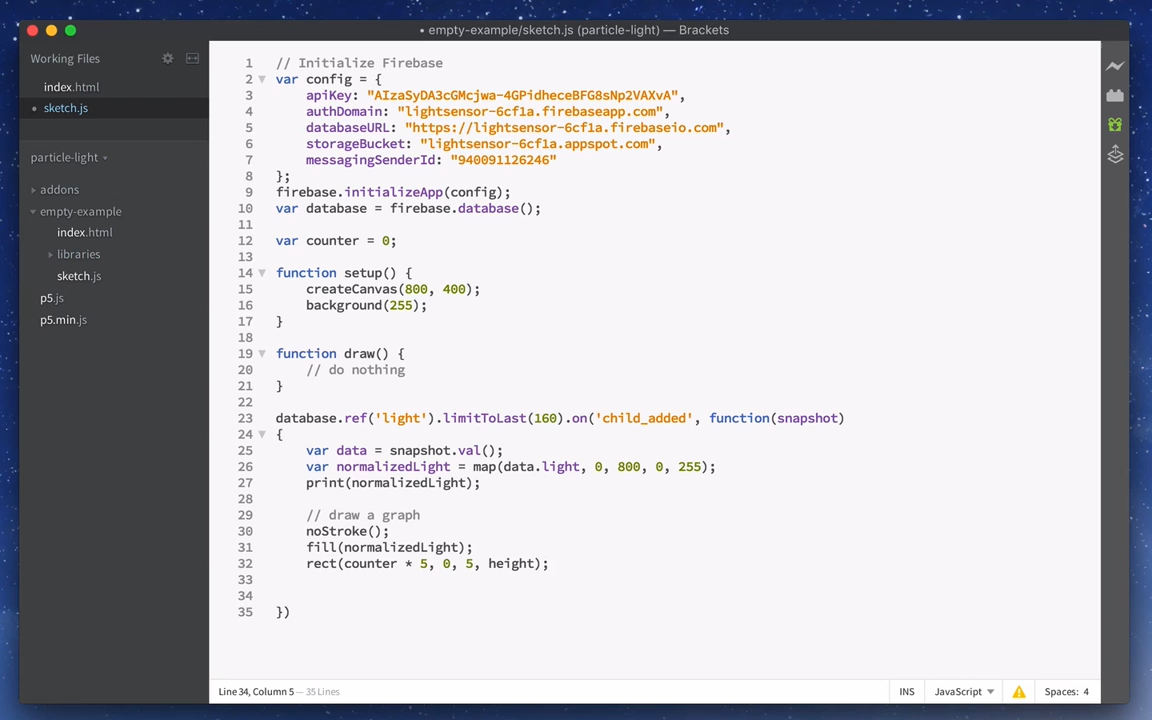 • empty-example/sketch.js (particle-light) — Brackets
Working Files
index.html
• sketch.js
particle-light
addons
empty-example
index.html
libraries
sketch.js
p5.js
p5.min.js
1 // Initialize Firebase
2 var config = {
3 apiKey: "AIzaSyDA3cGMcjwa-4GPidheceBFG8sNp2VAXvA",
4 authDomain: "lightsensor-6cf1a.firebaseapp.com",
5 databaseURL: "https://lightsensor-6cf1a.firebaseio.com",
6 storageBucket: "lightsensor-6cf1a.appspot.com",
7 messagingSenderId: "940091126246"
8 };
9 firebase.initializeApp(config);
10 var database = firebase.database();
11
12 var counter = 0;
13
14 function setup() {
15 createCanvas(800, 400);
16 background(255);
17 }
18
19 function draw() {
20 // do nothing
21 }
22
23 database.ref('light').limitToLast(160).on('child_added', function(snapshot)
24 {
25 var data = snapshot.val();
26 var normalizedLight = map(data.light, 0, 800, 0, 255);
27 print(normalizedLight);
28
29 // draw a graph
30 noStroke();
31 fill(normalizedLight);
32 rect(counter * 5, 0, 5, height);
33
34
35 })
Line 34, Column 5 — 35 Lines
INS
JavaScript
Spaces: 4